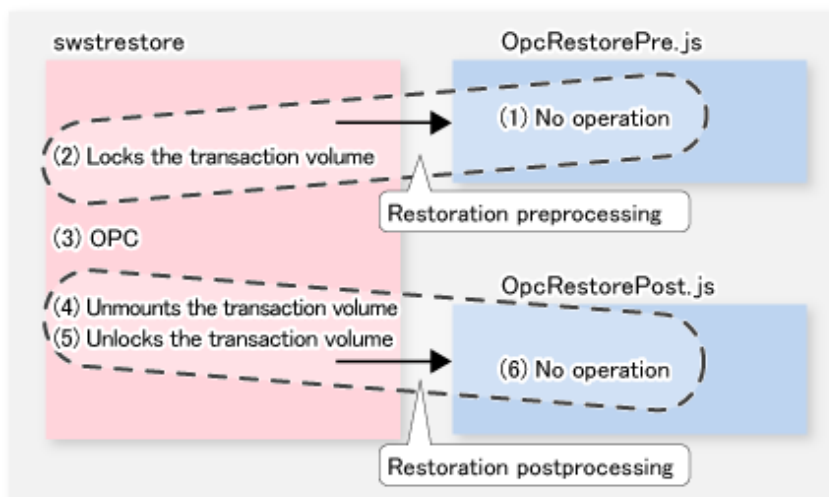 swstrestore
OpcRestorePre.js
(1) No operation
(2) Locks the transaction volume
Restoration preprocessing
(3) OPC
OpcRestorePost.js
(4) Unmounts the transaction volume
(5) Unlocks the transaction volume
(6) No operation
Restoration postprocessing